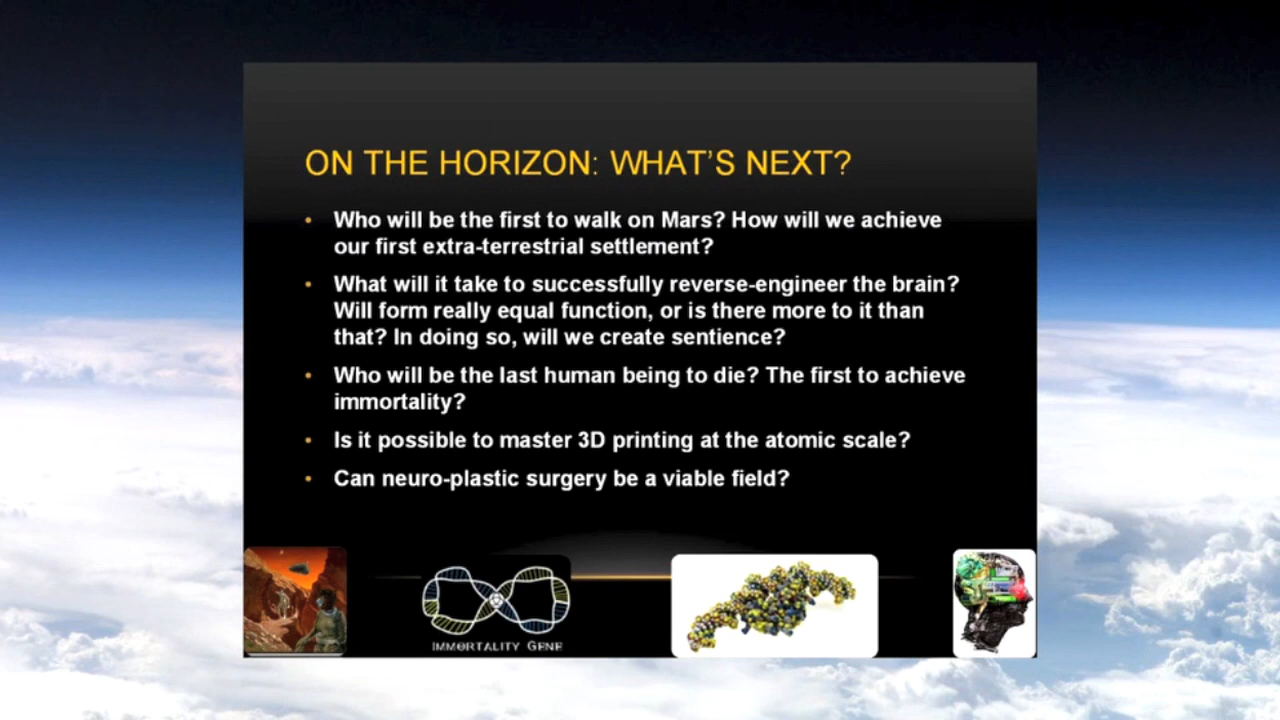 ON THE HORIZON: WHAT'S NEXT?
• Who will be the first to walk on Mars? How will we achieve
our first extra-terrestrial settlement?
• What will it take to successfully reverse-engineer the brain?
Will form really equal function, or is there more to it than
that? In doing so, will we create sentience?
• Who will be the last human being to die? The first to achieve
immortality?
• Is it possible to master 3D printing at the atomic scale?
• Can neuro-plastic surgery be a viable field?
IMMORTALITY GENE